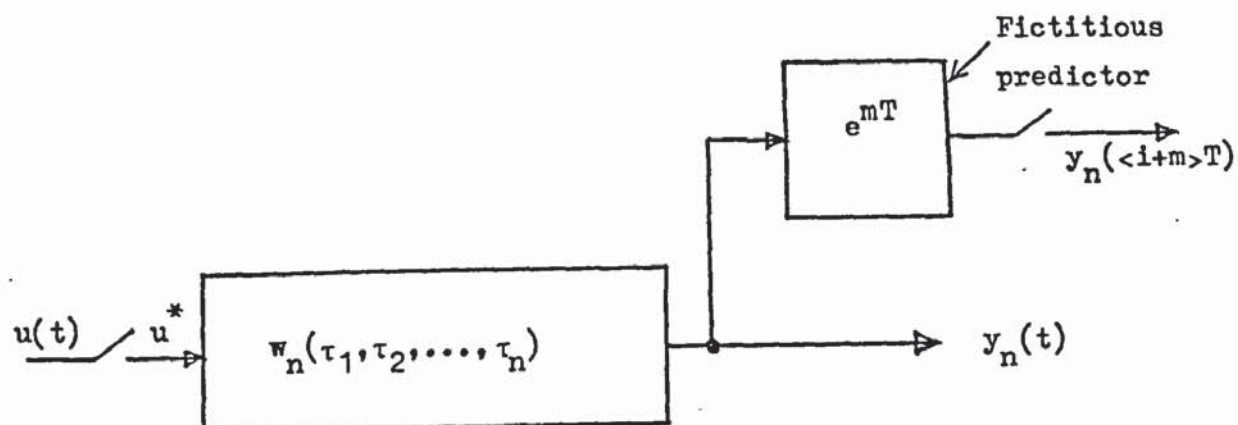 Fictitious
predictor
e^{mT}
y_n(<i+m>T)
u(t)
u^*
w_n(τ_1,τ_2,....,τ_n)
y_n(t)